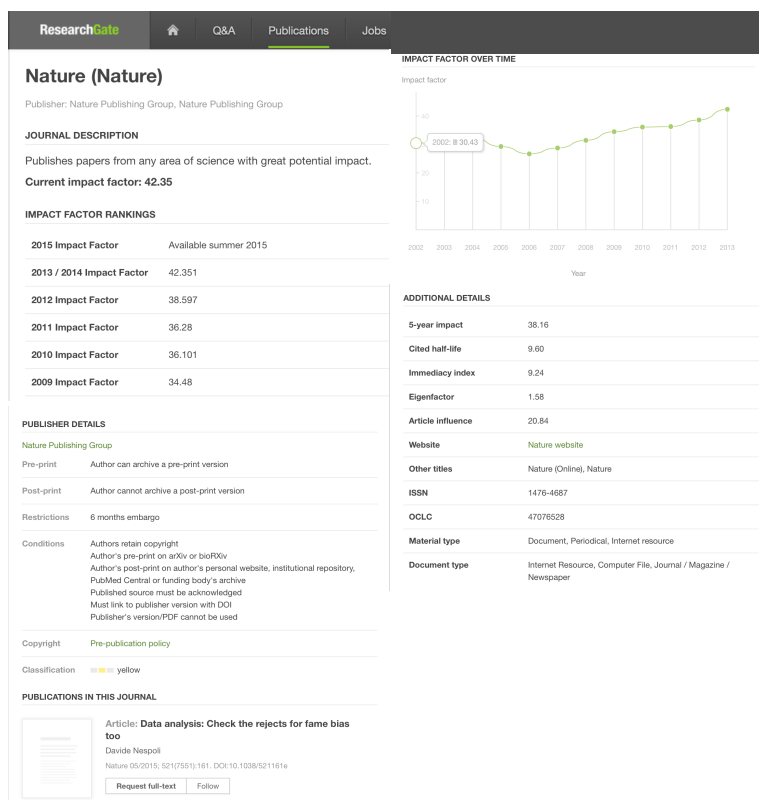 ResearchGate
Q&A
Publications
Jobs
Nature (Nature)
Publisher: Nature Publishing Group, Nature Publishing Group
JOURNAL DESCRIPTION
Publishes papers from any area of science with great potential impact.
Current impact factor: 42.35
IMPACT FACTOR RANKINGS
2015 Impact Factor Available summer 2015
2013 / 2014 Impact Factor 42.351
2012 Impact Factor 38.597
2011 Impact Factor 36.28
2010 Impact Factor 36.101
2009 Impact Factor 34.48
PUBLISHER DETAILS
Nature Publishing Group
Pre-print Author can archive a pre-print version
Post-print Author cannot archive a post-print version
Restrictions 6 months embargo
Conditions Authors retain copyright
Author's pre-print on arXiv or bioRXiv
Author's post-print on author's personal website, institutional repository,
PubMed Central or funding body's archive
Published source must be acknowledged
Must link to publisher version with DOI
Publisher's version/PDF cannot be used
Copyright Pre-publication policy
Classification yellow
PUBLICATIONS IN THIS JOURNAL
Article: Data analysis: Check the rejects for fame bias
too
Davide Nespoli
Nature 05/2015; 521(7551):161. DOI:10.1038/521161e
Request full-text Follow
IMPACT FACTOR OVER TIME
Impact factor
40
2002: 30.43
20
10
2002 2003 2004 2005 2006 2007 2008 2009 2010 2011 2012 2013
Year
ADDITIONAL DETAILS
5-year impact 38.16
Cited half-life 9.60
Immediacy index 9.24
Eigenfactor 1.58
Article influence 20.84
Website Nature website
Other titles Nature (Online), Nature
ISSN 1476-4687
OCLC 47076528
Material type Document, Periodical, Internet resource
Document type Internet Resource, Computer File, Journal / Magazine /
Newspaper